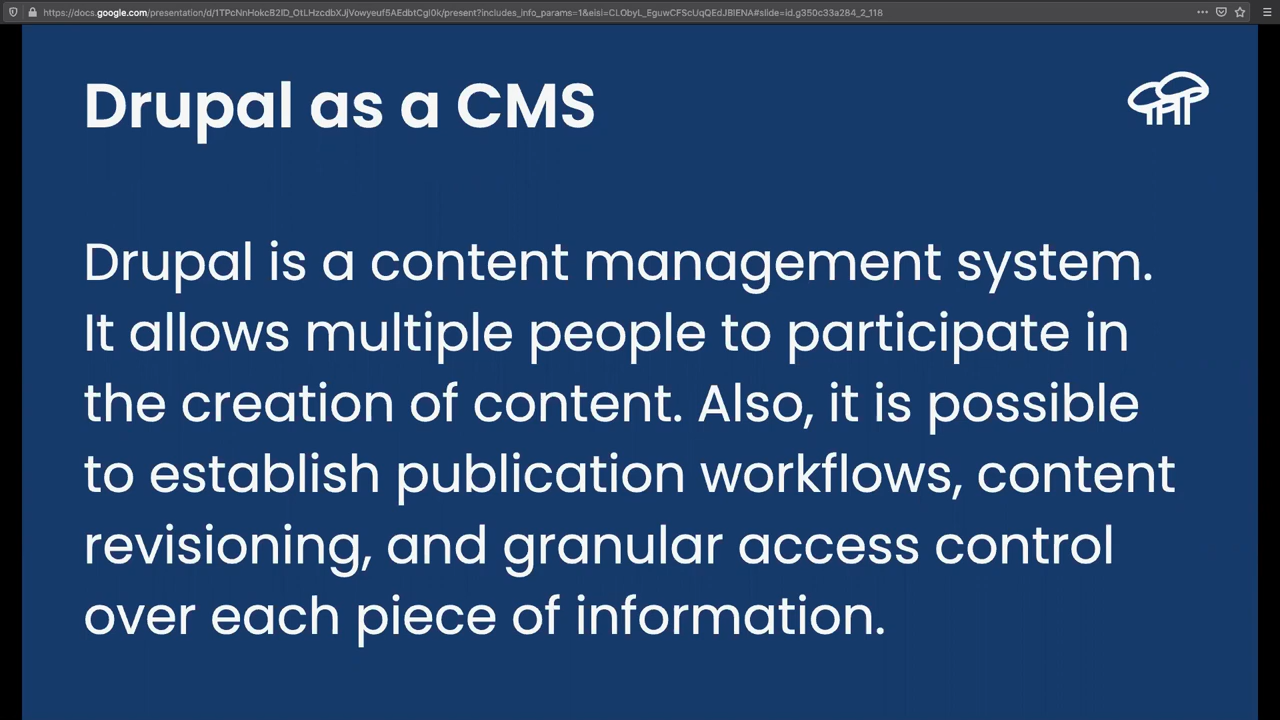 Drupal as a CMS
Drupal is a content management system.
It allows multiple people to participate in
the creation of content. Also, it is possible
to establish publication workflows, content
revisioning, and granular access control
over each piece of information.